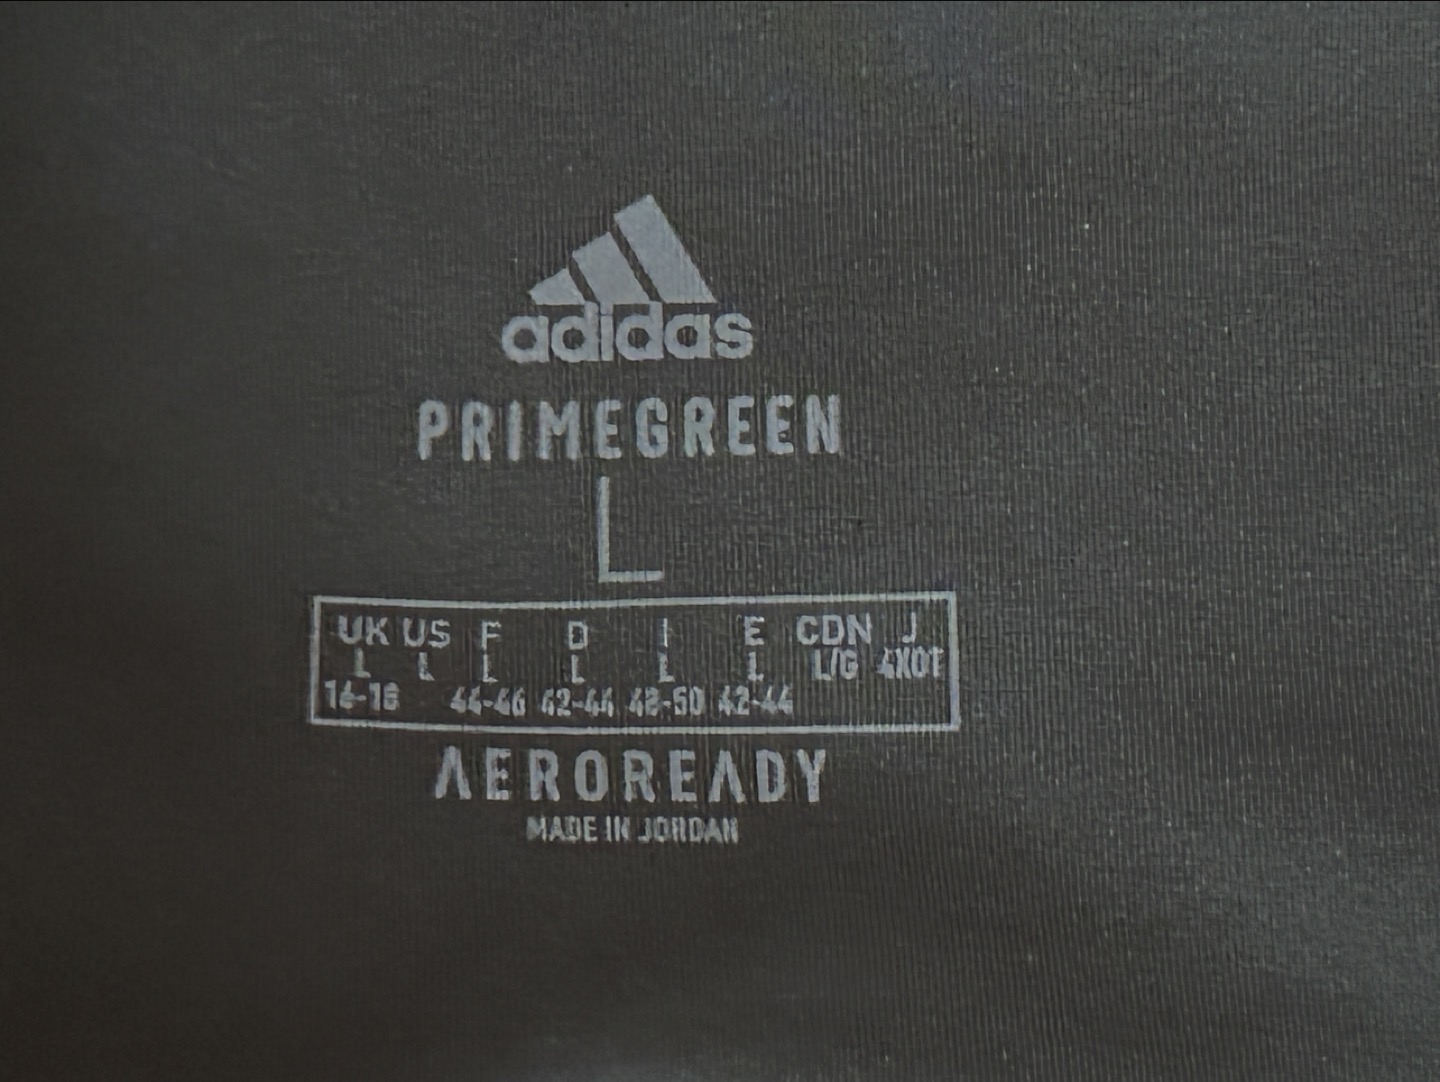 adidas
PRIMEGREEN
L
UK US F D I E CDN J
L L L L L L L/G 4XOT
16-18 44-46 42-44 48-50 42-44
AEROREADY
MADE IN JORDAN